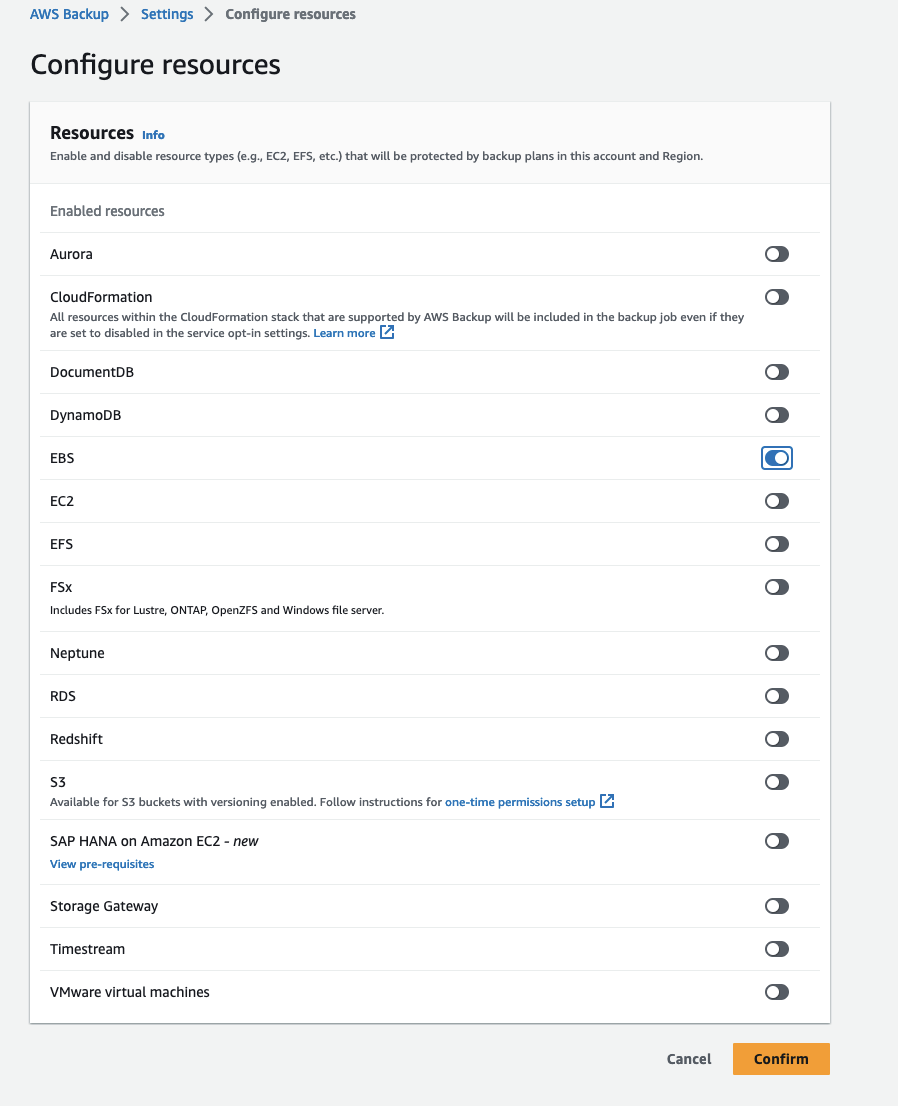 AWS Backup > Settings > Configure resources
Configure resources
Resources Info
Enable and disable resource types (e.g., EC2, EFS, etc.) that will be protected by backup plans in this account and Region.
Enabled resources
Aurora
CloudFormation
All resources within the CloudFormation stack that are supported by AWS Backup will be included in the backup job even if they
are set to disabled in the service opt-in settings. Learn more
DocumentDB
DynamoDB
EBS
EC2
EFS
FSx
Includes FSx for Lustre, ONTAP, OpenZFS and Windows file server.
Neptune
RDS
Redshift
S3
Available for S3 buckets with versioning enabled. Follow instructions for one-time permissions setup
SAP HANA on Amazon EC2 - new
View pre-requisites
Storage Gateway
Timestream
VMware virtual machines
Cancel Confirm